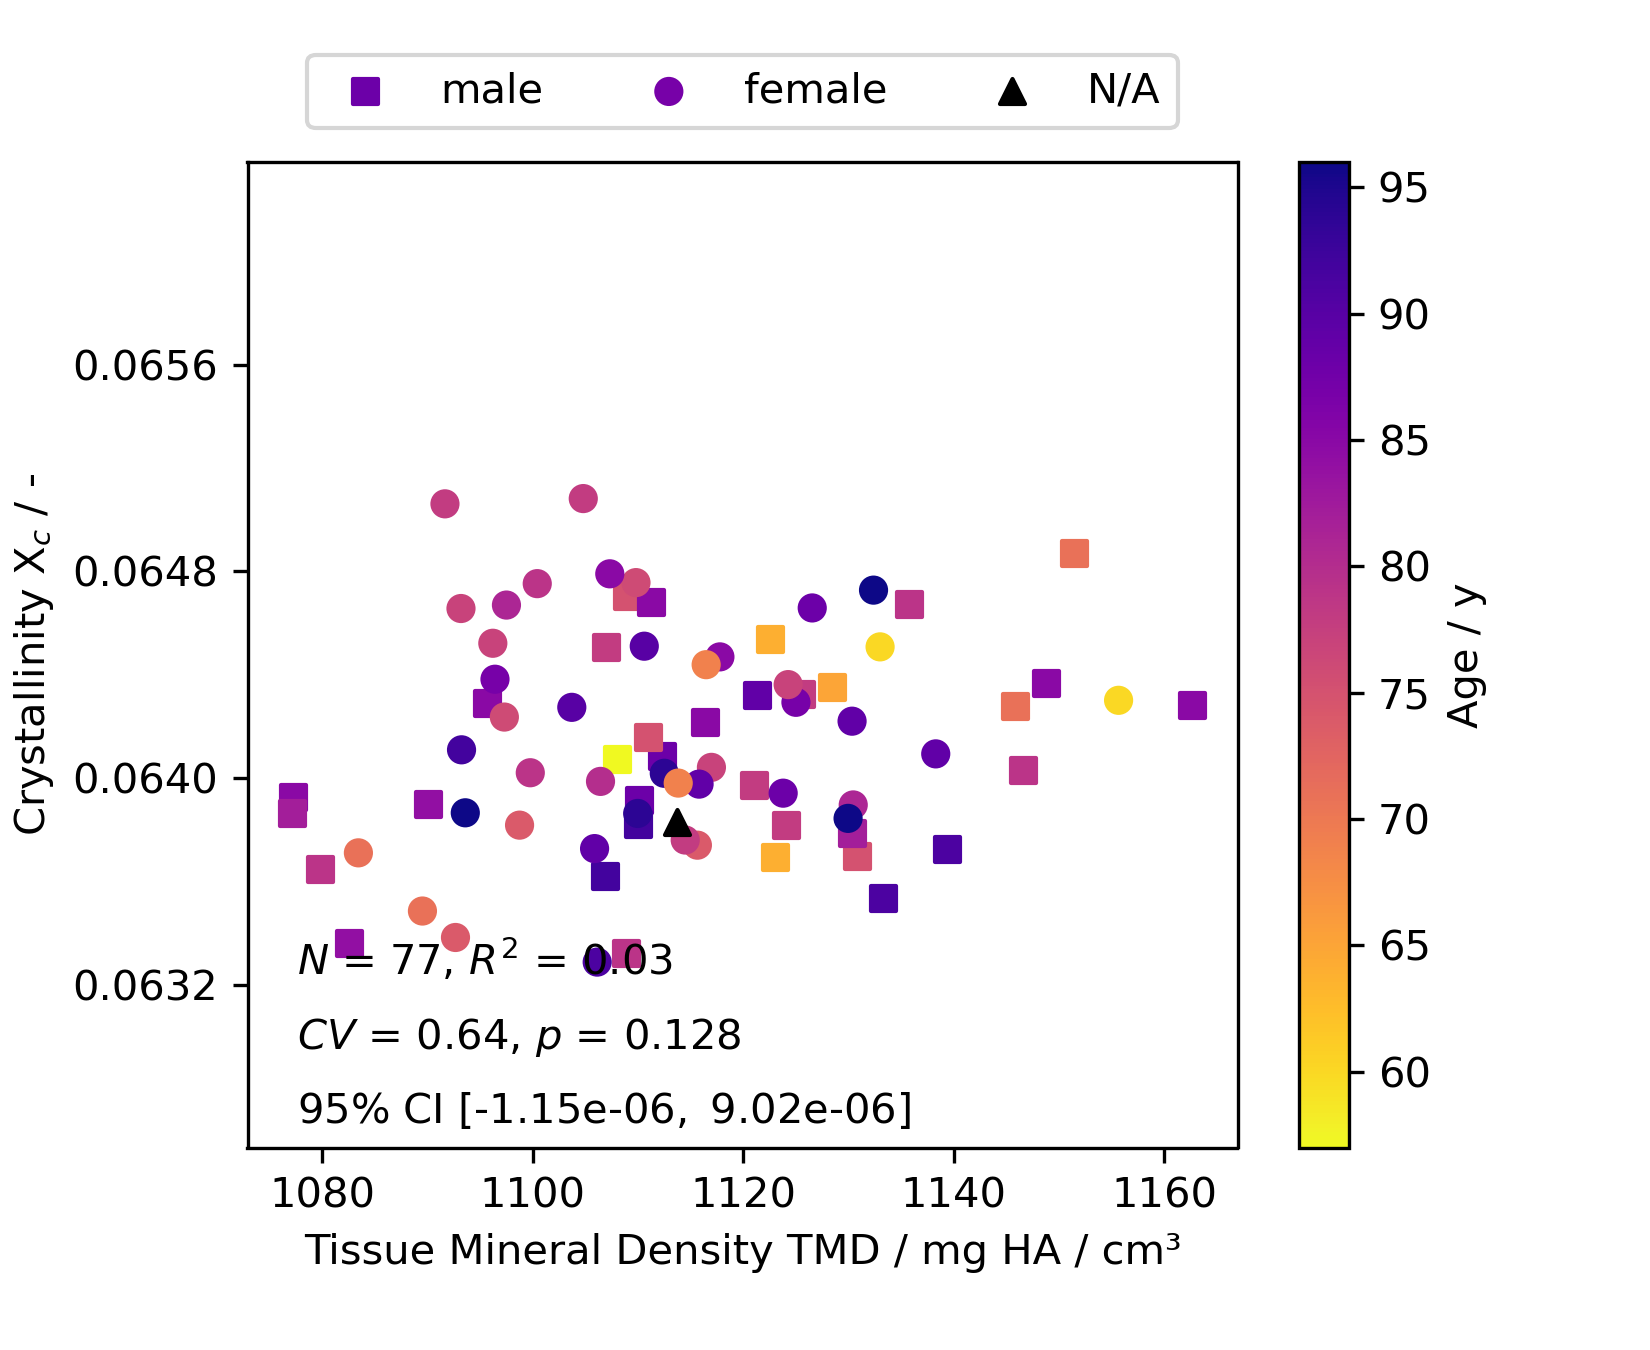 male female N/A
0.0656
0.0648
0.0640
0.0632
Crystallinity X_c / -
N = 77, R² = 0.03
CV = 0.64, p = 0.128
95% CI [-1.15e-06, 9.02e-06]
1080 1100 1120 1140 1160
Tissue Mineral Density TMD / mg HA / cm³
95
90
85
80
75
70
65
60
Age / y